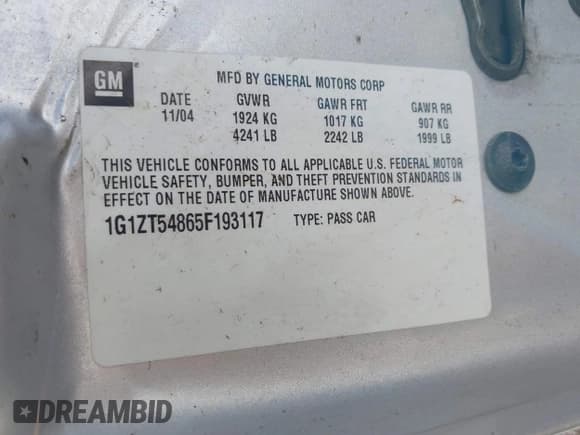 GM
MFD BY GENERAL MOTORS CORP
DATE GVWR GAWR FRT GAWR RR
11/04 1924 KG 1017 KG 907 KG
4241 LB 2242 LB 1999 LB
THIS VEHICLE CONFORMS TO ALL APPLICABLE U.S. FEDERAL MOTOR
VEHICLE SAFETY, BUMPER, AND THEFT PREVENTION STANDARDS IN
EFFECT ON THE DATE OF MANUFACTURE SHOWN ABOVE.
1G1ZT54865F193117 TYPE: PASS CAR
DREAMBID